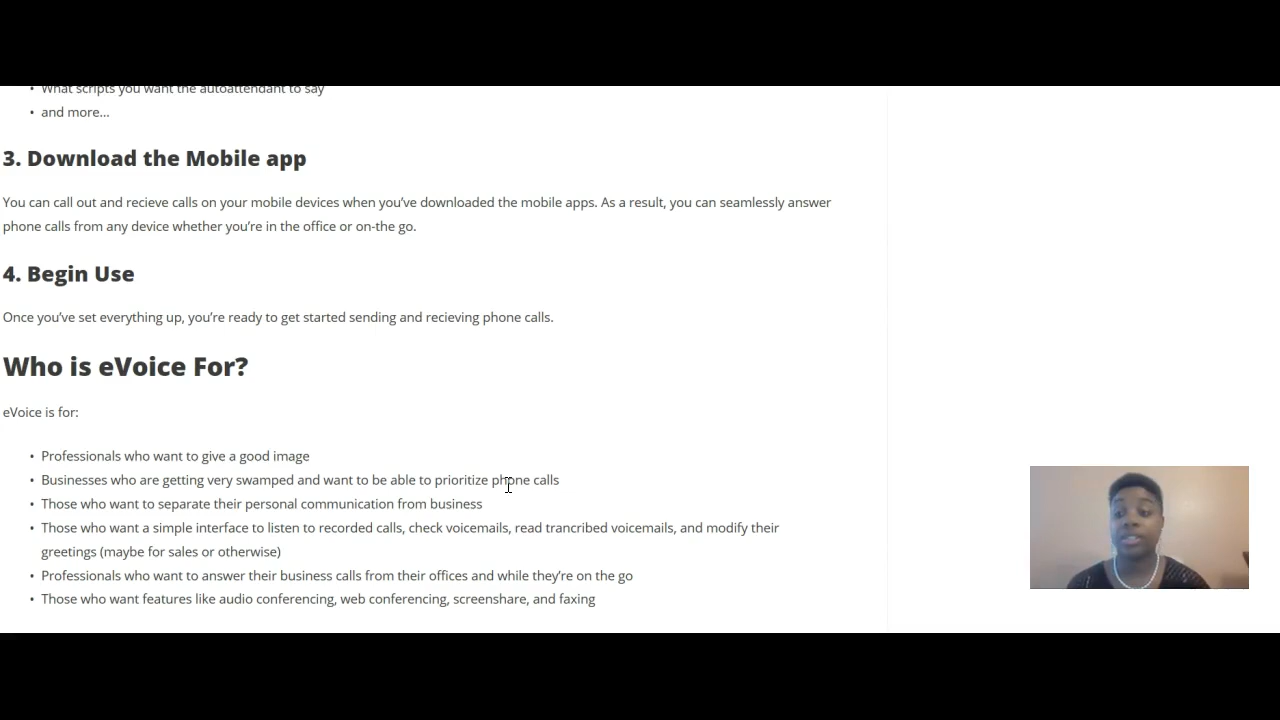 What scripts you want the autoattendant to say
• and more...
3. Download the Mobile app
You can call out and recieve calls on your mobile devices when you've downloaded the mobile apps. As a result, you can seamlessly answer
phone calls from any device whether you're in the office or on-the go.
4. Begin Use
Once you've set everything up, you're ready to get started sending and recieving phone calls.
Who is eVoice For?
eVoice is for:
• Professionals who want to give a good image
• Businesses who are getting very swamped and want to be able to prioritize phone calls
• Those who want to separate their personal communication from business
• Those who want a simple interface to listen to recorded calls, check voicemails, read trancribed voicemails, and modify their
greetings (maybe for sales or otherwise)
• Professionals who want to answer their business calls from their offices and while they're on the go
• Those who want features like audio conferencing, web conferencing, screenshare, and faxing